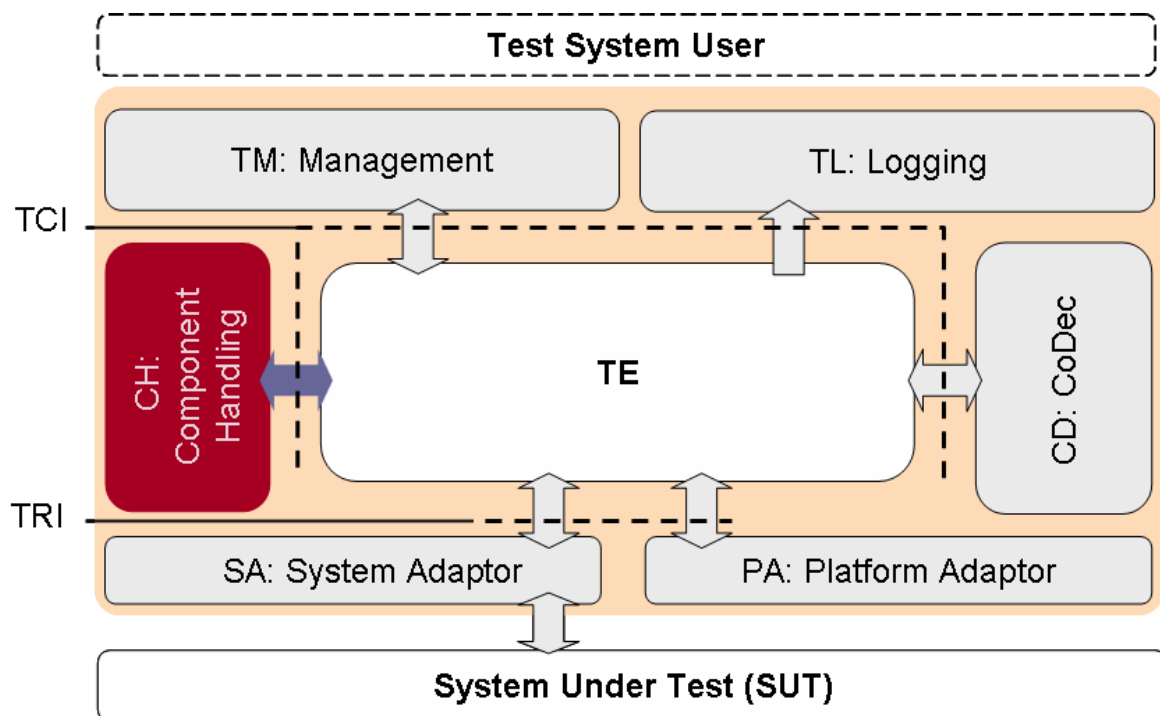 Test System User
TM: Management
TL: Logging
TCI
CH:
Component
Handling
TE
CD: CoDec
TRI
SA: System Adaptor
PA: Platform Adaptor
System Under Test (SUT)